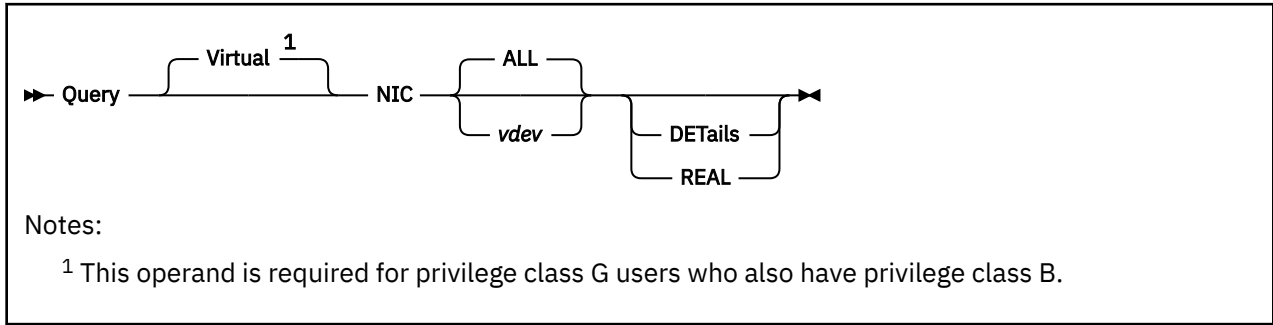 Virtual 1
ALL
Query NIC
vdev
DETails
REAL
Notes:
1 This operand is required for privilege class G users who also have privilege class B.